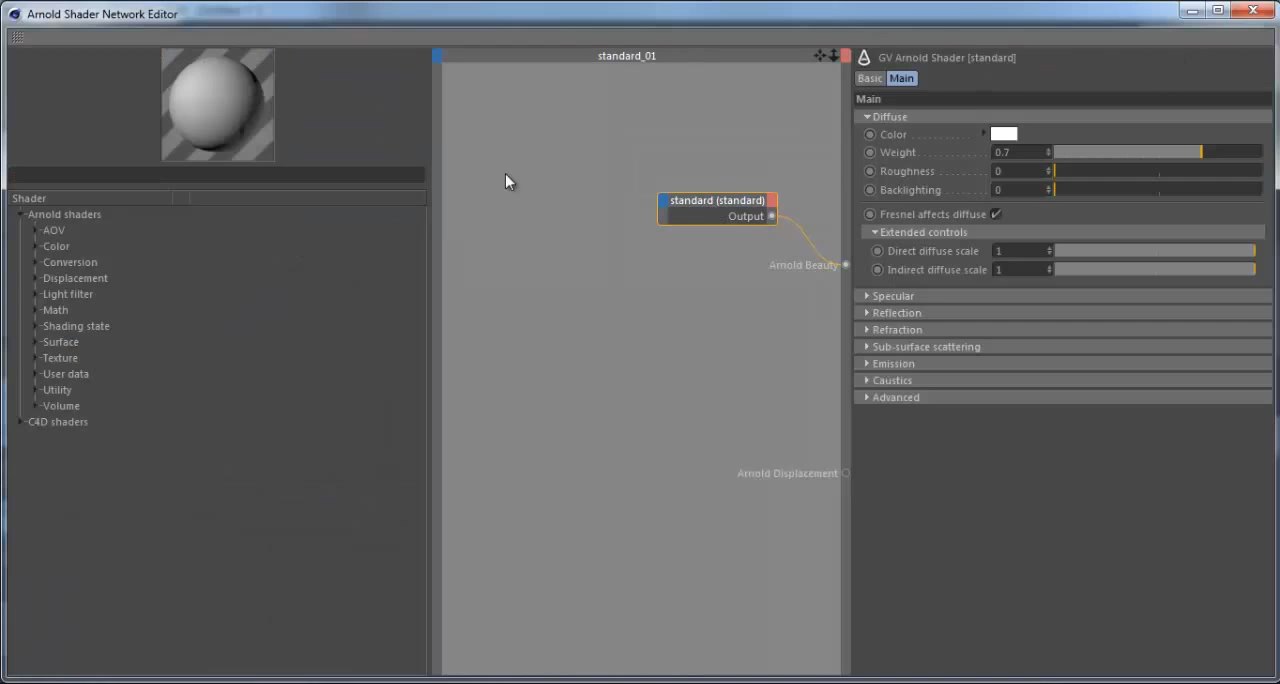 Arnold Shader Network Editor
standard_01
standard (standard)
Output
Arnold Beauty
Arnold Displacement
Shader
Arnold shaders
AOV
Color
Conversion
Displacement
Light filter
Math
Shading state
Surface
Texture
User data
Utility
Volume
C4D shaders
GV Arnold Shader [standard]
Basic Main
Main
Diffuse
Color
Weight 0.7
Roughness 0
Backlighting 0
Fresnel affects diffuse
Extended controls
Direct diffuse scale 1
Indirect diffuse scale 1
Specular
Reflection
Refraction
Sub-surface scattering
Emission
Caustics
Advanced